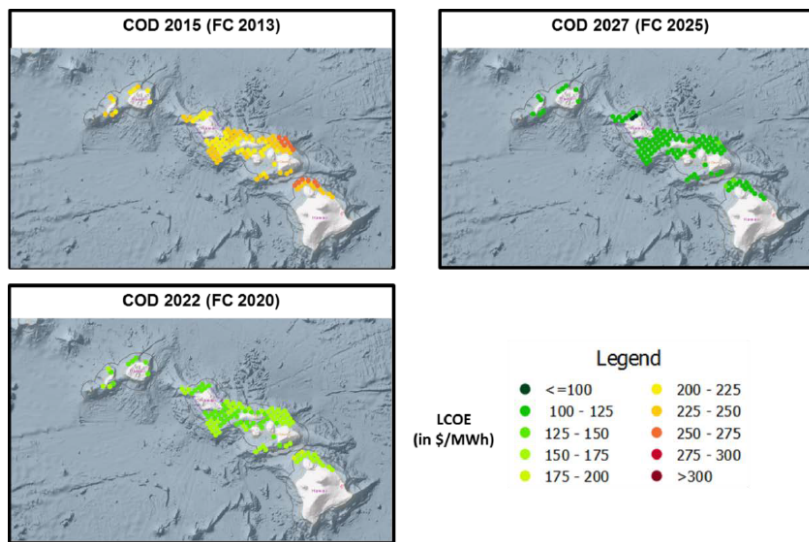 COD 2015 (FC 2013)
COD 2027 (FC 2025)
COD 2022 (FC 2020)
Legend
LCOE
(in $/MWh)
<=100
100 - 125
125 - 150
150 - 175
175 - 200
200 - 225
225 - 250
250 - 275
275 - 300
>300